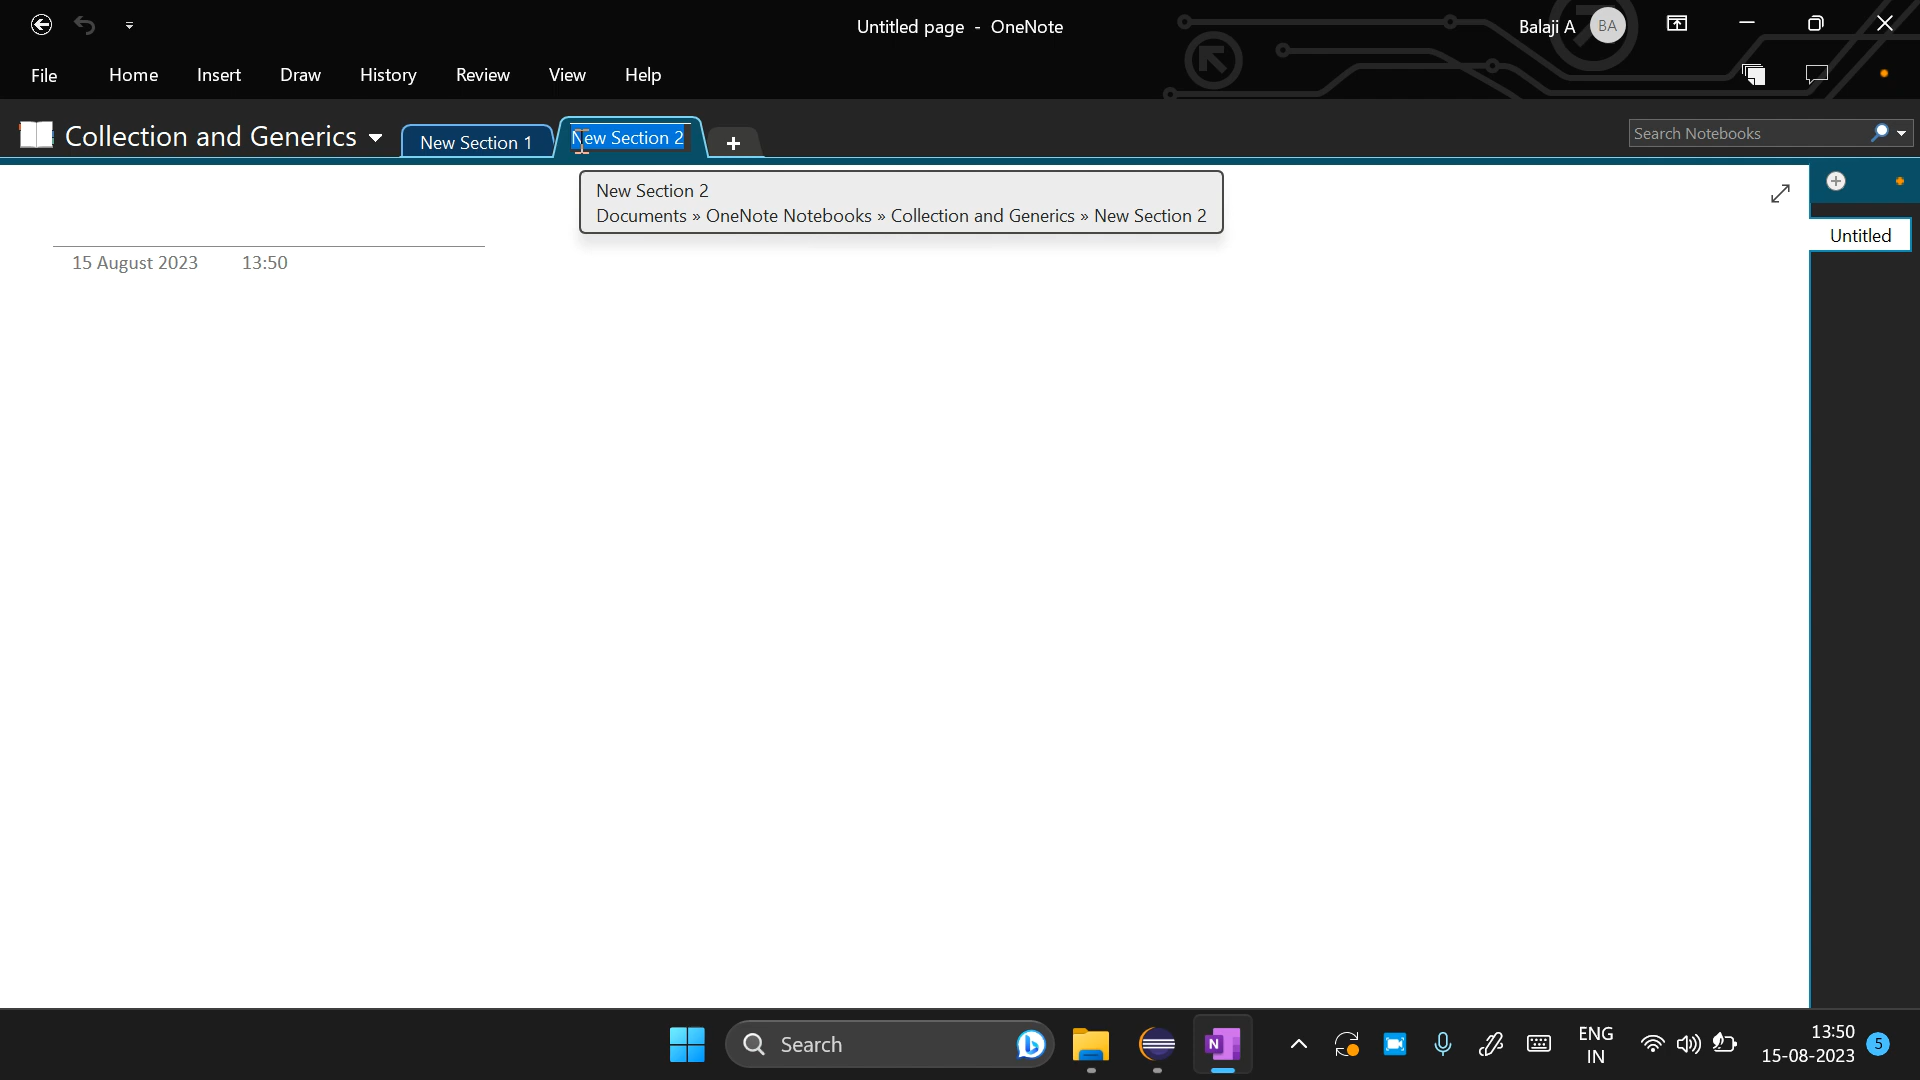 Untitled page - OneNote
Balaji A BA
File Home Insert Draw History Review View Help
Collection and Generics New Section 1 New Section 2 +
Search Notebooks
New Section 2
Documents » OneNote Notebooks » Collection and Generics » New Section 2
Untitled
15 August 2023 13:50
Search
N
ENG
IN
13:50
15-08-2023
5